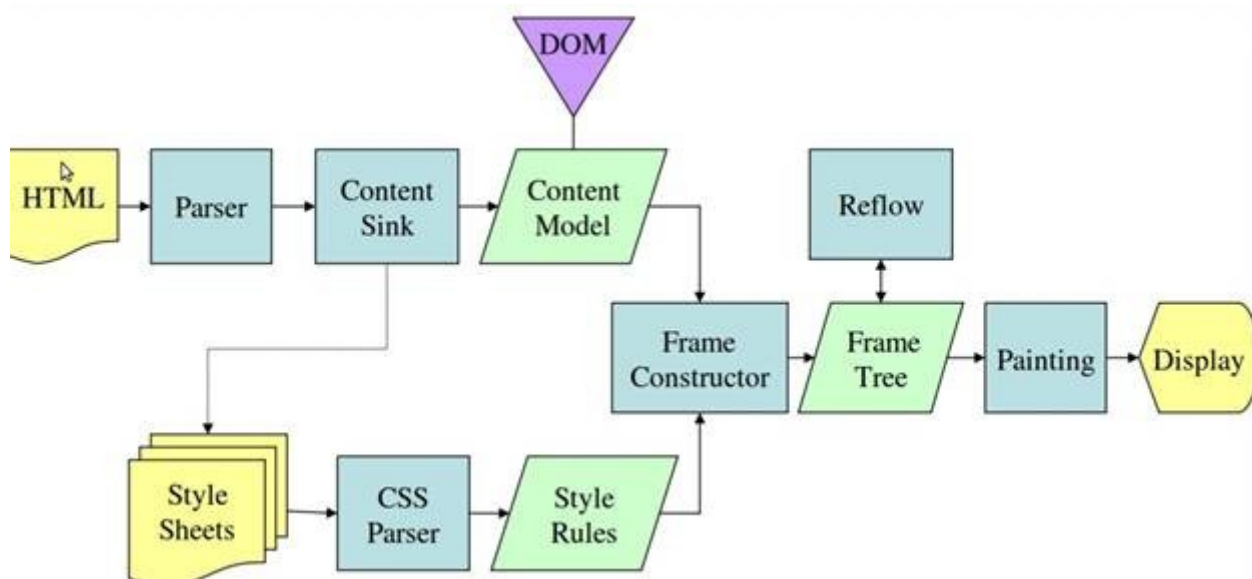 DOM
HTML
Parser
Content
Sink
Content
Model
Reflow
Frame
Constructor
Frame
Tree
Painting
Display
Style
Sheets
CSS
Parser
Style
Rules